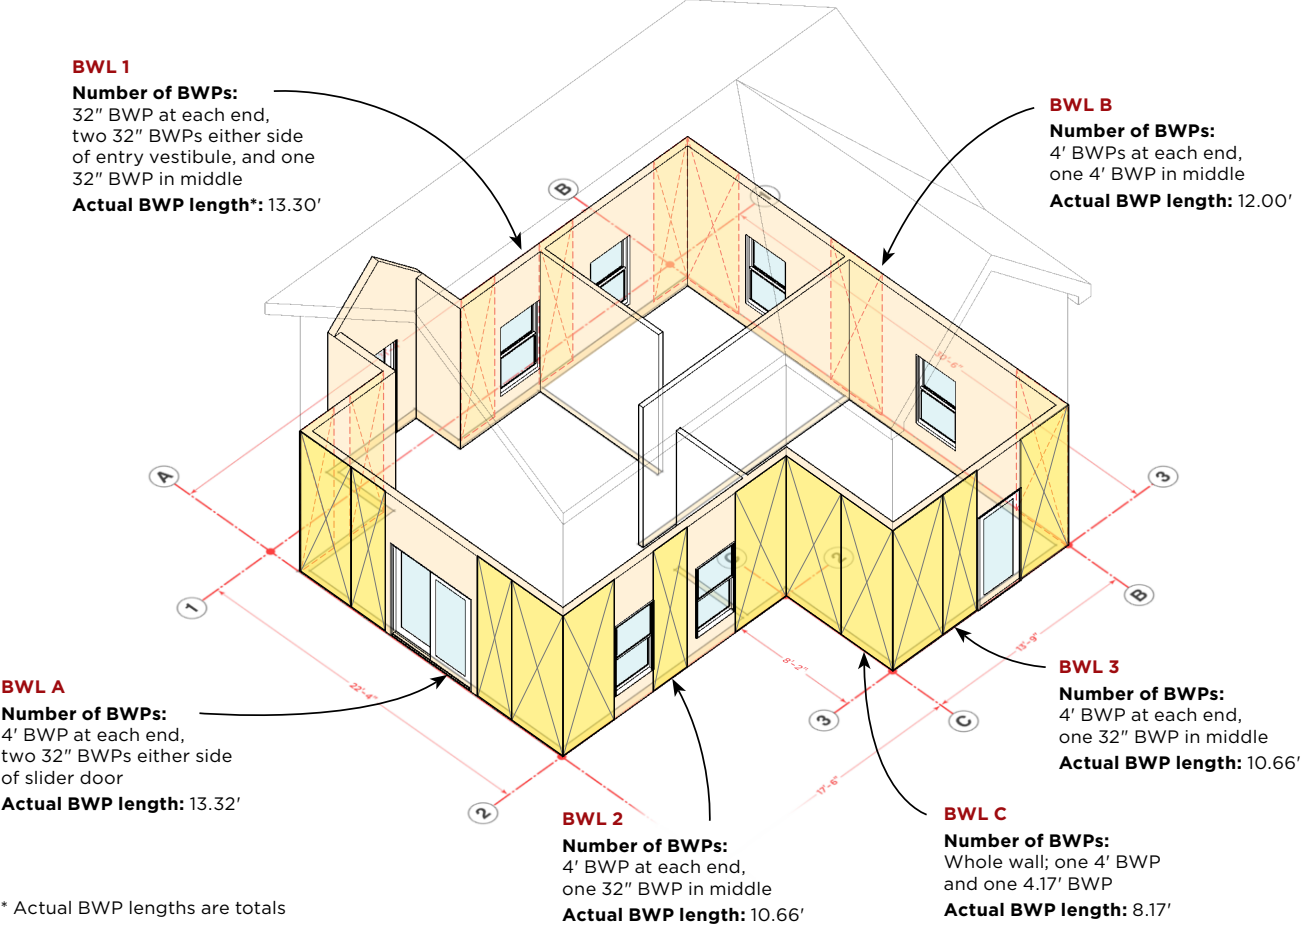 BWL 1
Number of BWPs:
32" BWP at each end,
two 32" BWPs either side
of entry vestibule, and one
32" BWP in middle
Actual BWP length*: 13.30'
BWL B
Number of BWPs:
4' BWPs at each end,
one 4' BWP in middle
Actual BWP length: 12.00'
B
30'-6"
A
3
C
2
1
B
8'-2"
13'-9"
22'-4"
3
C
17'-6"
2
BWL A
Number of BWPs:
4' BWP at each end,
two 32" BWPs either side
of slider door
Actual BWP length: 13.32'
BWL 3
Number of BWPs:
4' BWP at each end,
one 32" BWP in middle
Actual BWP length: 10.66'
BWL 2
Number of BWPs:
4' BWP at each end,
one 32" BWP in middle
Actual BWP length: 10.66'
BWL C
Number of BWPs:
Whole wall; one 4' BWP
and one 4.17' BWP
Actual BWP length: 8.17'
* Actual BWP lengths are totals